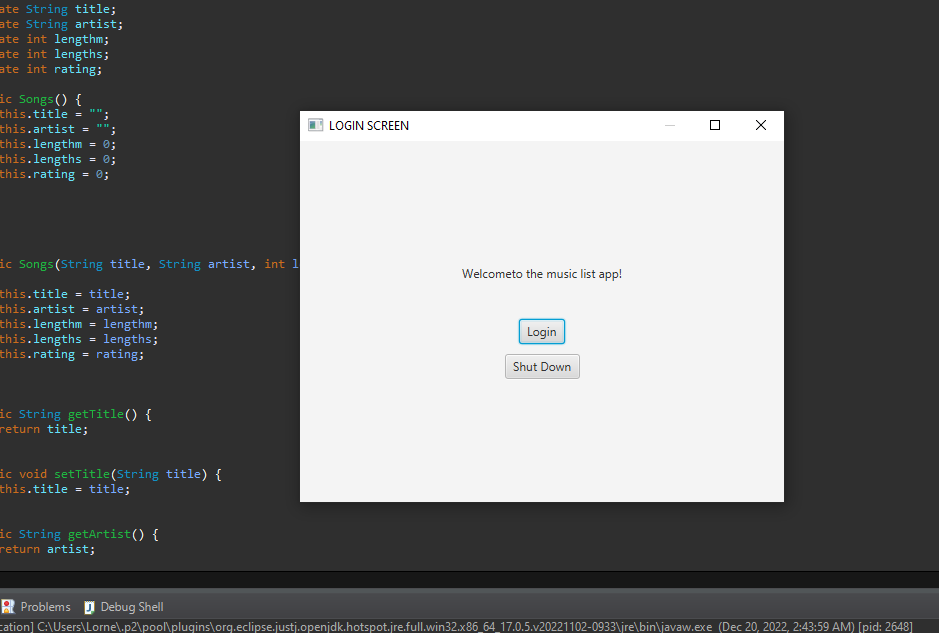 ate String title;
ate String artist;
ate int lengthm;
ate int lengths;
ate int rating;
ic Songs() {
this.title = "";
this.artist = "";
this.lengthm = 0;
this.lengths = 0;
this.rating = 0;
ic Songs(String title, String artist, int l
this.title = title;
this.artist = artist;
this.lengthm = lengthm;
this.lengths = lengths;
this.rating = rating;
ic String getTitle() {
return title;
ic void setTitle(String title) {
this.title = title;
ic String getArtist() {
return artist;
LOGIN SCREEN
Welcometo the music list app!
Login
Shut Down
Problems Debug Shell
cation] C:\Users\Lorne\.p2\pool\plugins\org.eclipse.justj.openjdk.hotspot.jre.full.win32.x86_64_17.0.5.v20221102-0933\jre\bin\javaw.exe (Dec 20, 2022, 2:43:59 AM) [pid: 2648]